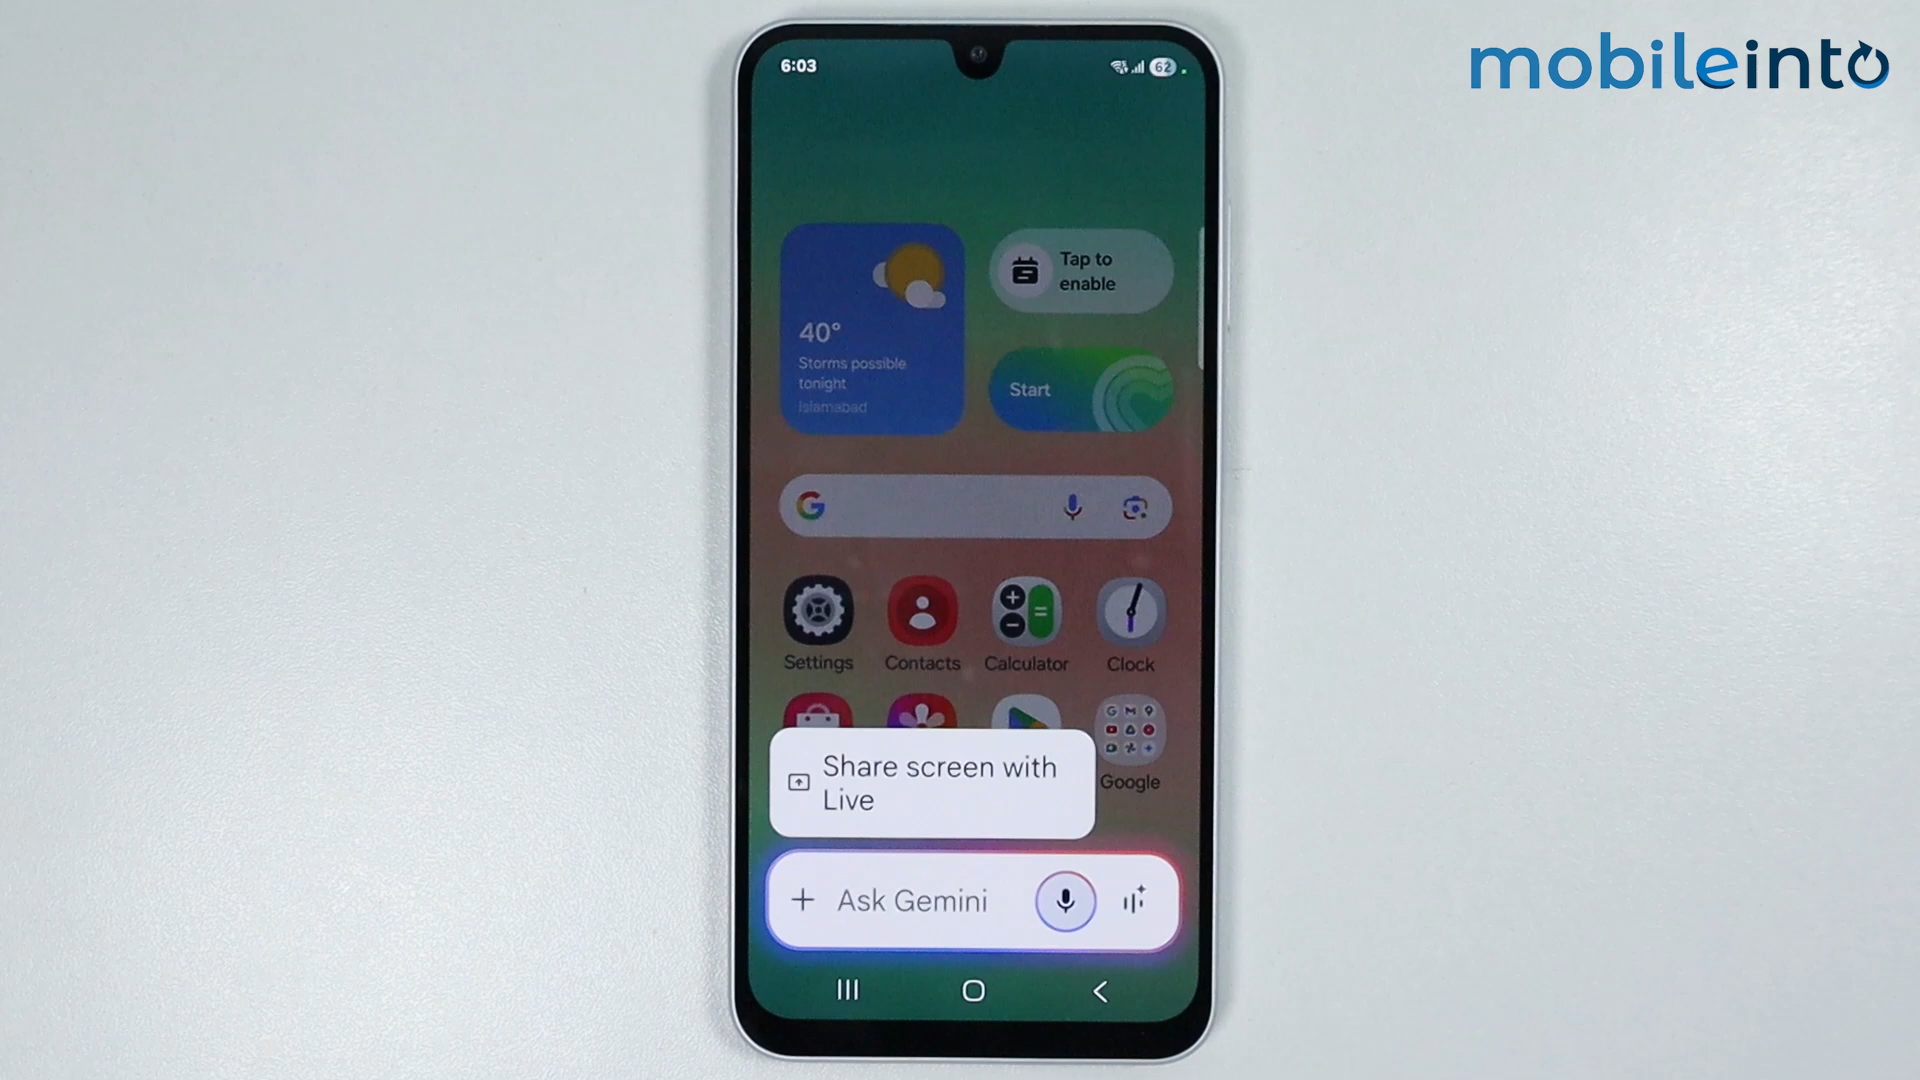 mobileinto
6:03
62
Tap to
enable
40°
Storms possible
tonight
Islamabad
Start
Settings
Contacts
Calculator
Clock
Google
Share screen with
Live
Ask Gemini